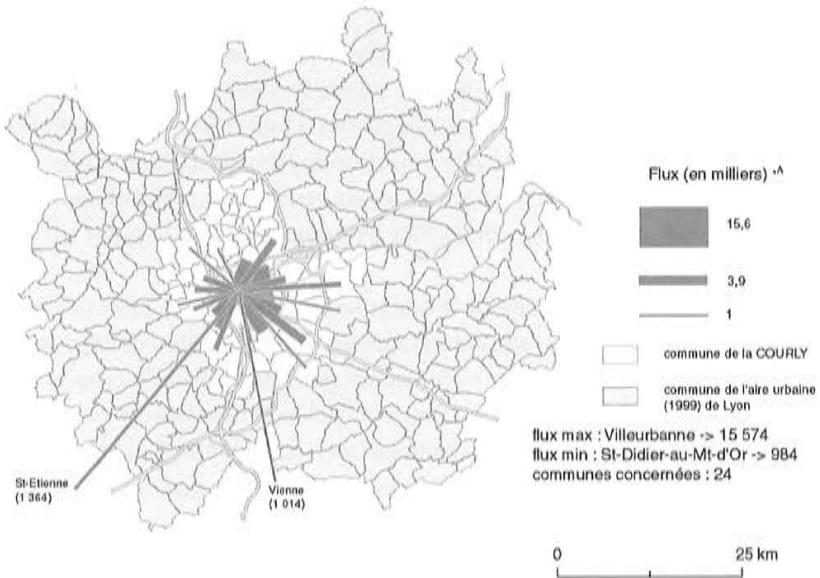 Flux (en milliers)
15,6
3,9
1
commune de la COURLY
commune de l'aire urbaine
(1999) de Lyon
flux max : Villeurbanne -> 15 574
flux min : St-Didier-au-Mt-d'Or -> 984
communes concernées : 24
St-Etienne
(1 364)
Vienne
(1 014)
0 25 km